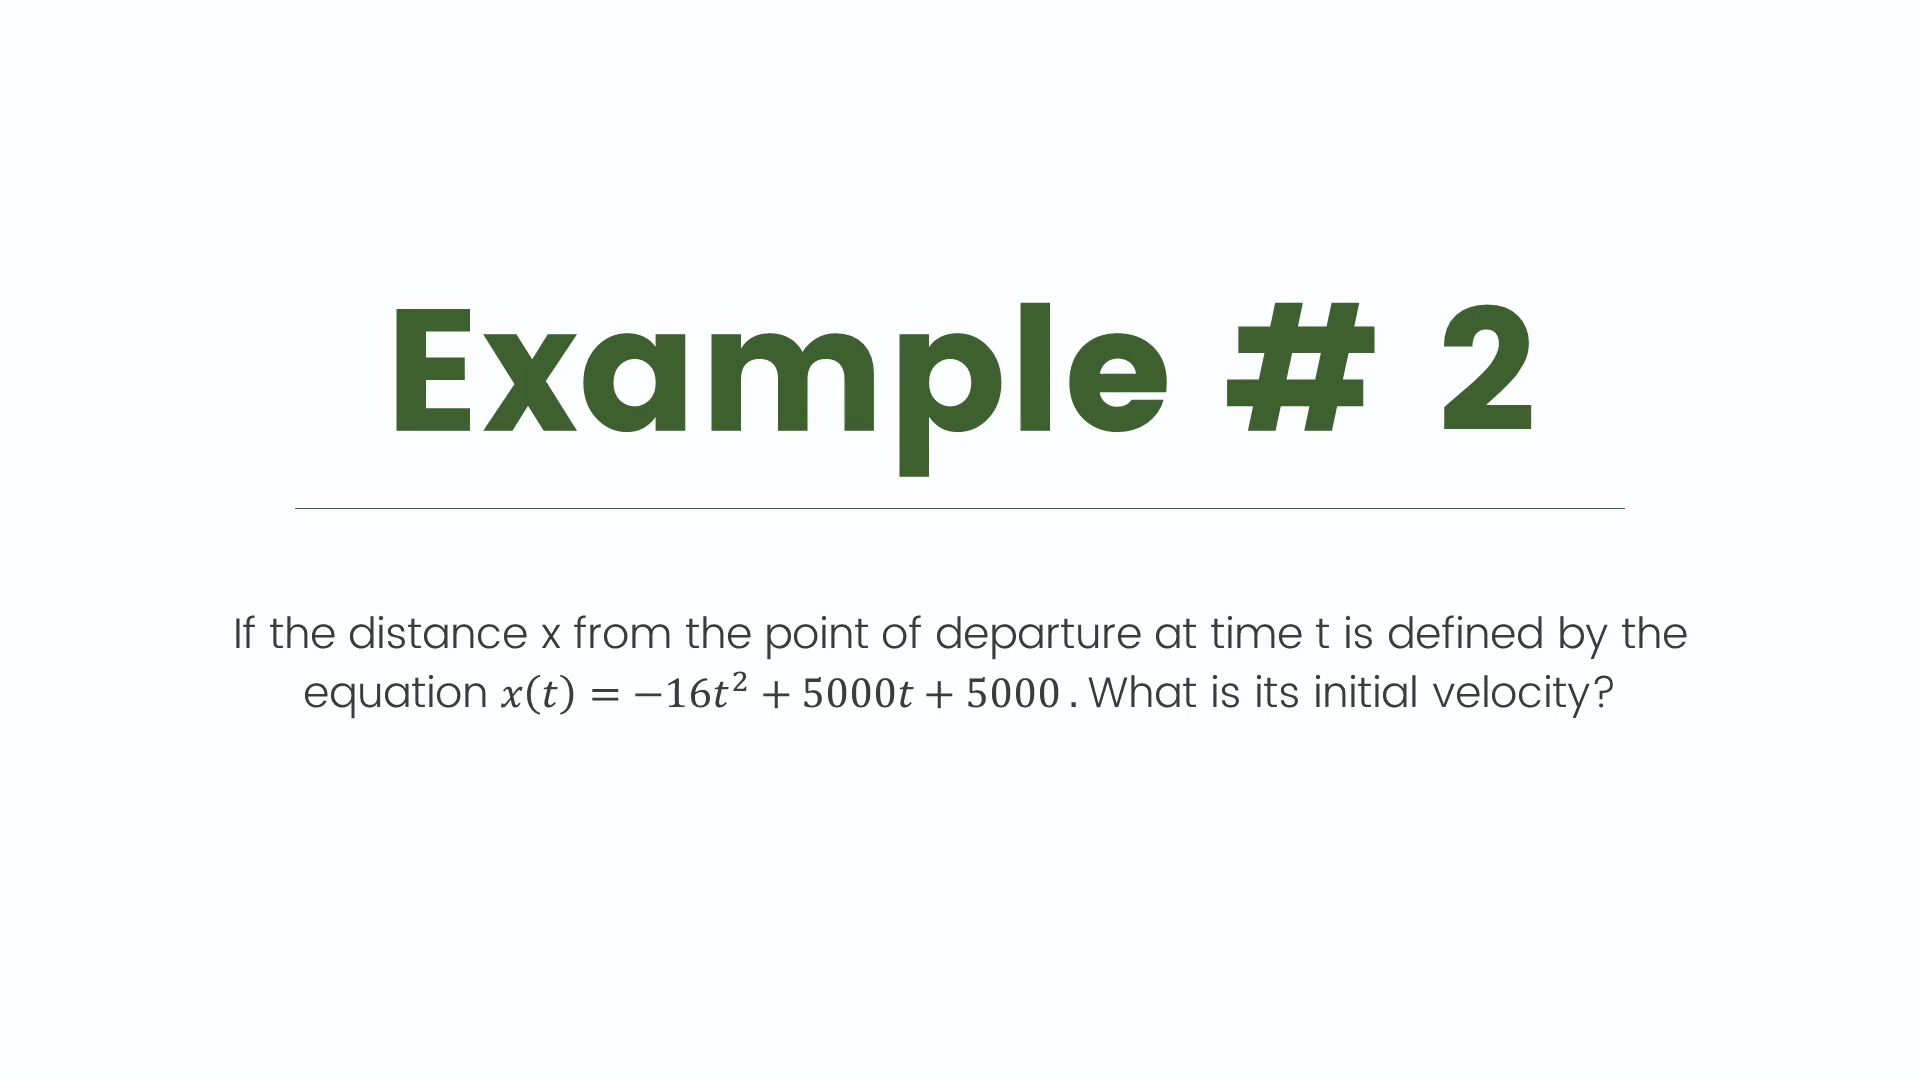 Example # 2
If the distance x from the point of departure at time t is defined by the
equation x(t) = −16t² + 5000t + 5000 . What is its initial velocity?